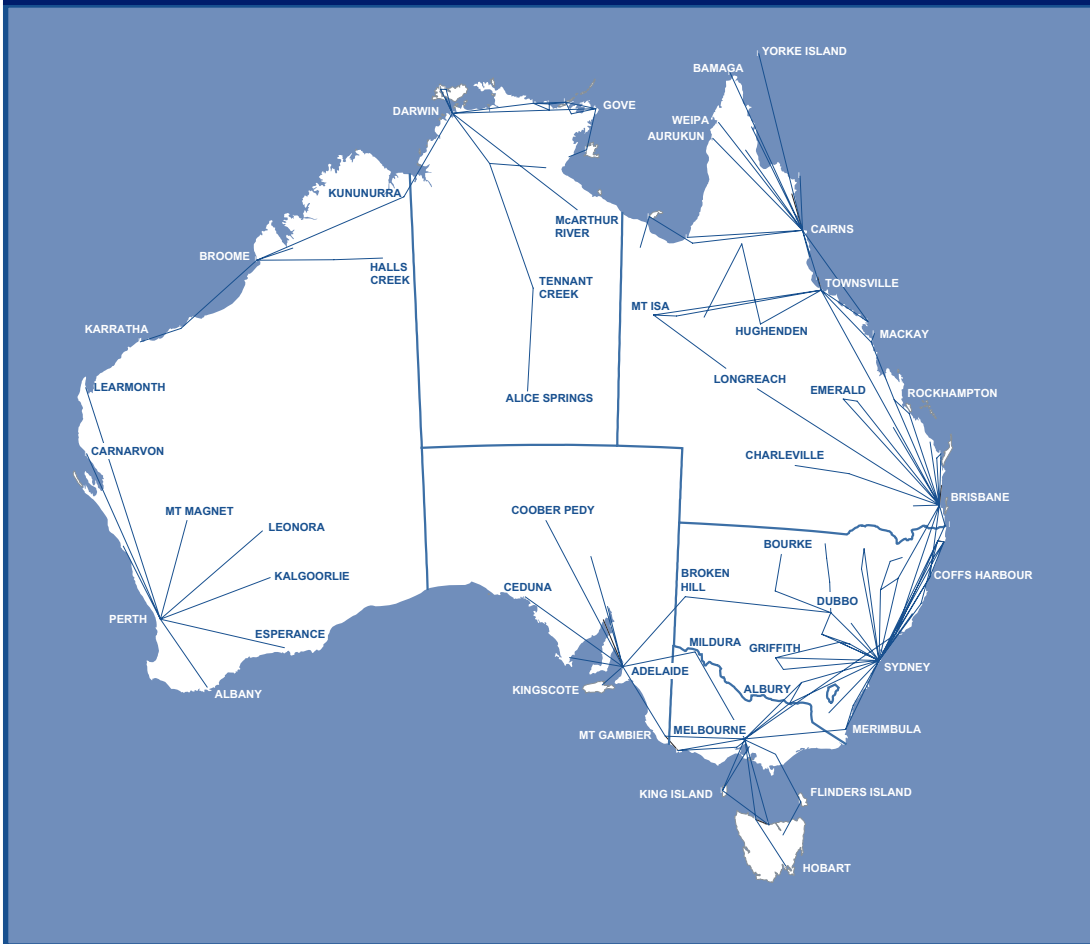 YORKE ISLAND
BAMAGA
DARWIN
GOVE
WEIPA
AURUKUN
KUNUNURRA
McARTHUR
RIVER
CAIRNS
BROOME
HALLS
CREEK
TENNANT
CREEK
TOWNSVILLE
MT ISA
KARRATHA
HUGHENDEN
MACKAY
LEARMONTH
LONGREACH
EMERALD
ROCKHAMPTON
ALICE SPRINGS
CARNARVON
CHARLEVILLE
BRISBANE
MT MAGNET
COOBER PEDY
LEONORA
BOURKE
KALGOORLIE
CEDUNA
BROKEN
HILL
COFFS HARBOUR
DUBBO
PERTH
ESPERANCE
MILDURA
GRIFFITH
ADELAIDE
SYDNEY
ALBANY
KINGSCOTE
ALBURY
MT GAMBIER
MELBOURNE
MERIMBULA
KING ISLAND
FLINDERS ISLAND
HOBART